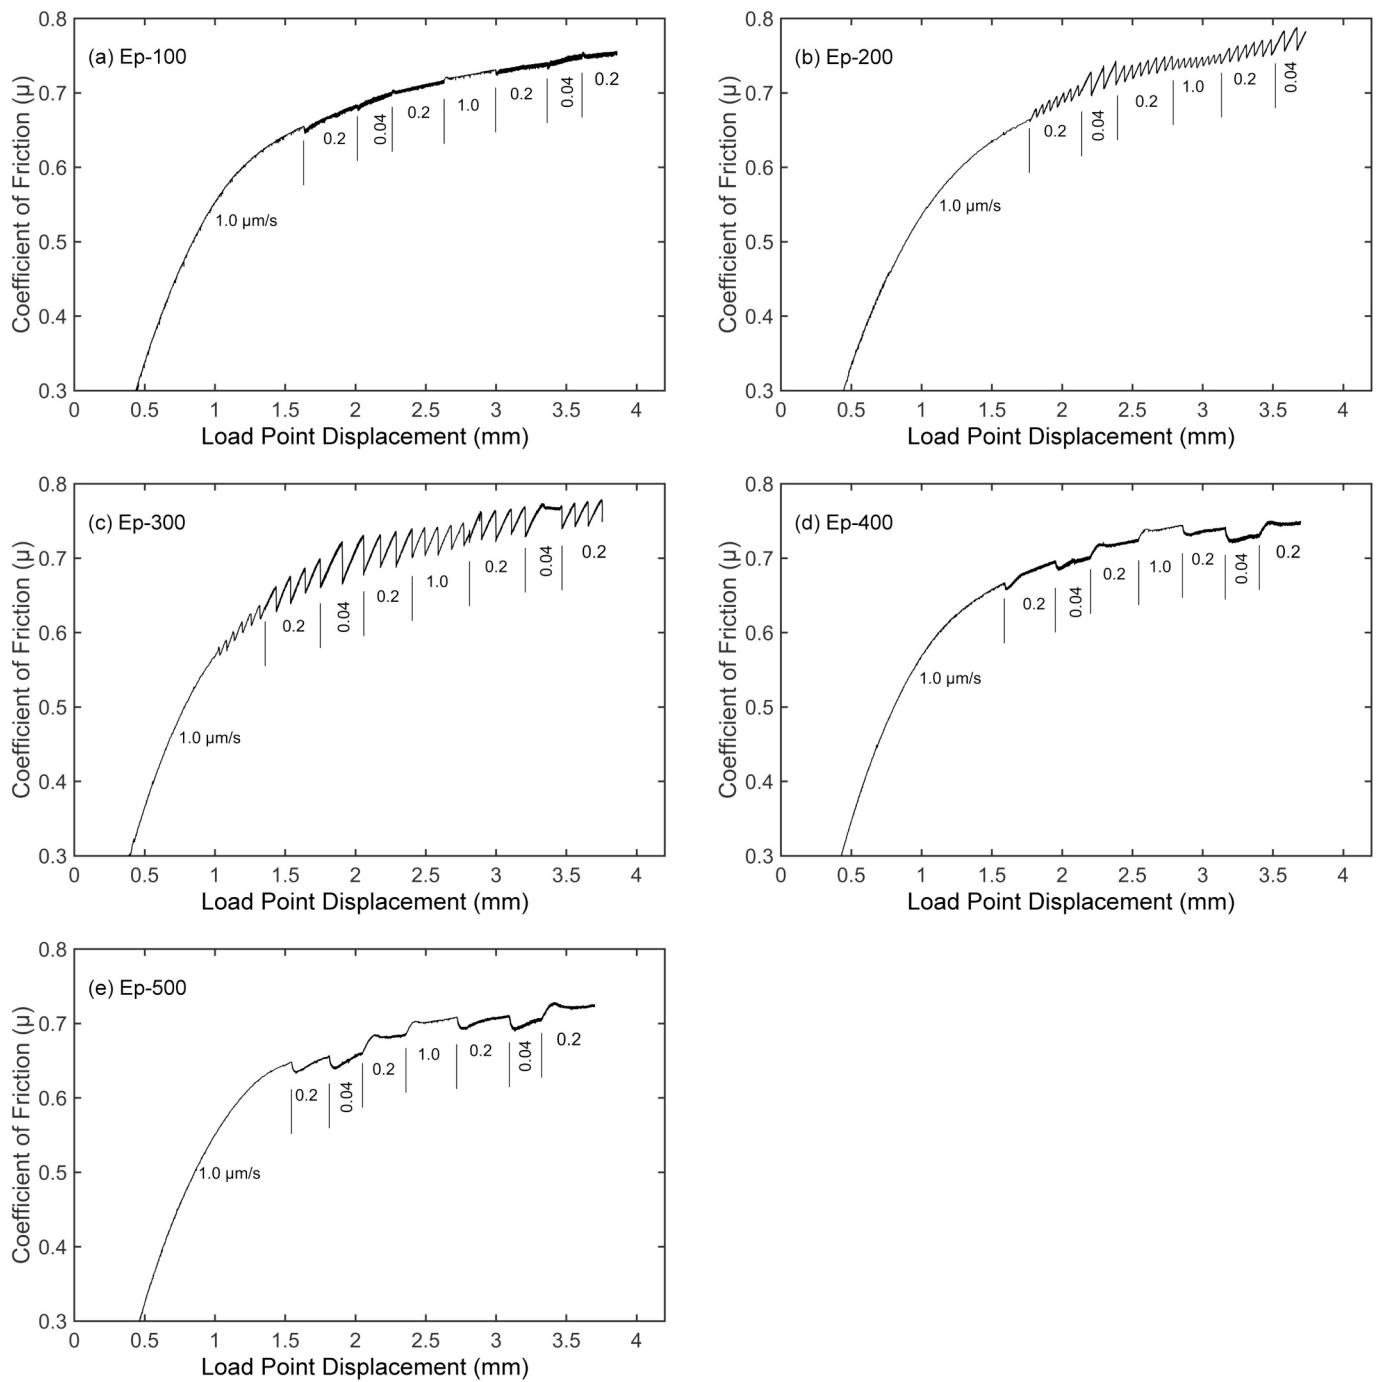 (a) Ep-100
Coefficient of Friction (μ)
0.8
0.7
0.6
0.5
0.4
0.3
1.0 μm/s
0.2
0.04
0.2
1.0
0.2
0.04
0.2
0 0.5 1 1.5 2 2.5 3 3.5 4
Load Point Displacement (mm)
(b) Ep-200
Coefficient of Friction (μ)
0.8
0.7
0.6
0.5
0.4
0.3
1.0 μm/s
0.2
0.04
0.2
1.0
0.2
0.04
0 0.5 1 1.5 2 2.5 3 3.5 4
Load Point Displacement (mm)
(c) Ep-300
Coefficient of Friction (μ)
0.8
0.7
0.6
0.5
0.4
0.3
1.0 μm/s
0.2
0.04
0.2
1.0
0.2
0.04
0.2
0 0.5 1 1.5 2 2.5 3 3.5 4
Load Point Displacement (mm)
(d) Ep-400
Coefficient of Friction (μ)
0.8
0.7
0.6
0.5
0.4
0.3
1.0 μm/s
0.2
0.04
0.2
1.0
0.2
0.04
0.2
0 0.5 1 1.5 2 2.5 3 3.5 4
Load Point Displacement (mm)
(e) Ep-500
Coefficient of Friction (μ)
0.8
0.7
0.6
0.5
0.4
0.3
1.0 μm/s
0.2
0.04
0.2
1.0
0.2
0.04
0.2
0 0.5 1 1.5 2 2.5 3 3.5 4
Load Point Displacement (mm)